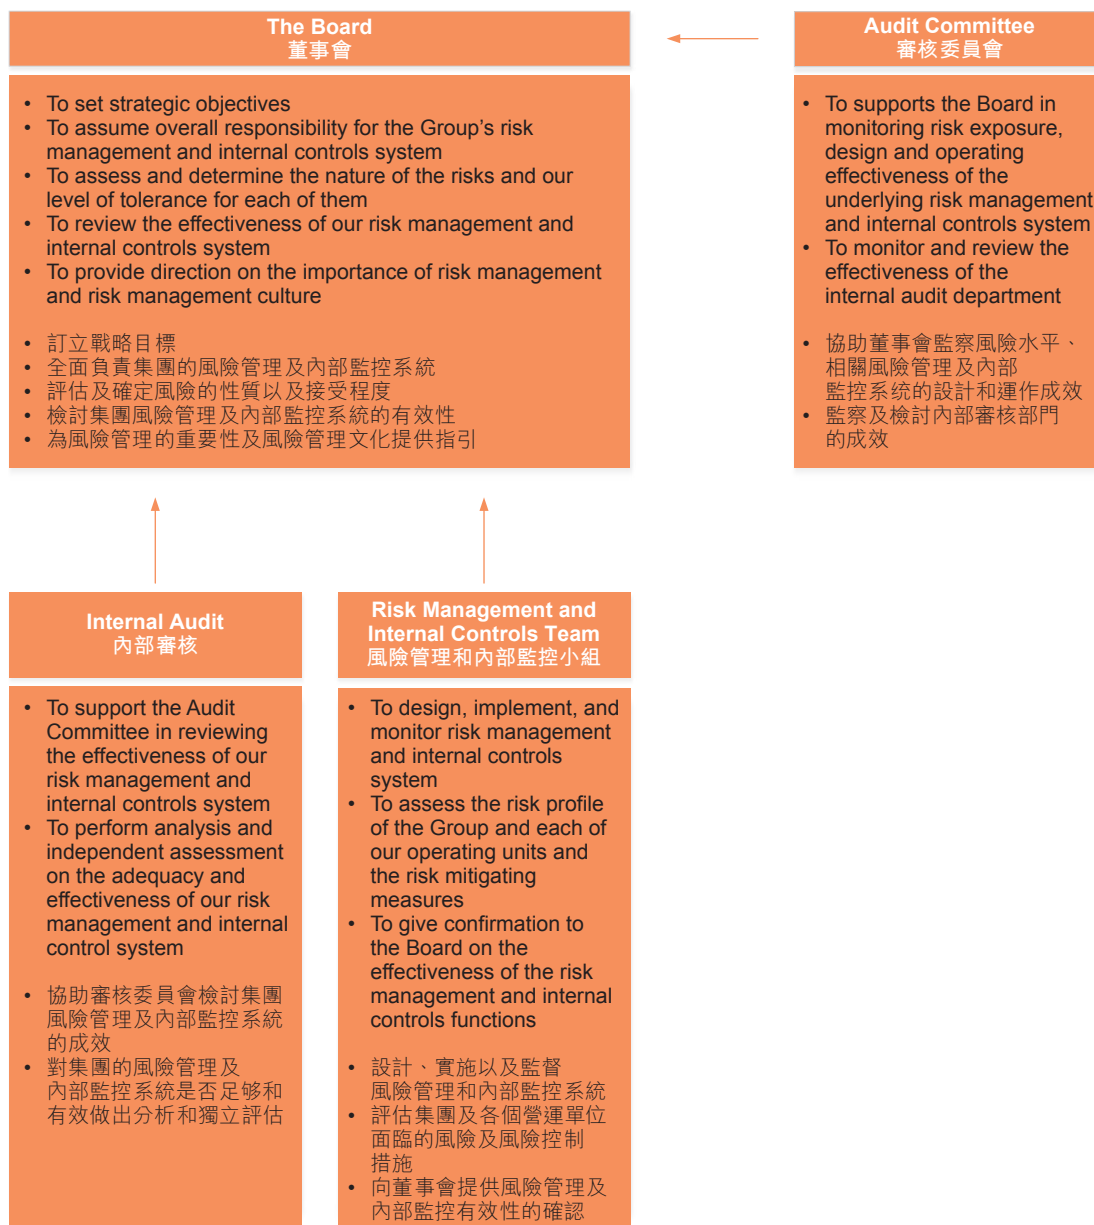 The Board
董事會
• To set strategic objectives
• To assume overall responsibility for the Group's risk
management and internal controls system
• To assess and determine the nature of the risks and our
level of tolerance for each of them
• To review the effectiveness of our risk management and
internal controls system
• To provide direction on the importance of risk management
and risk management culture
• 訂立戰略目標
• 全面負責集團的風險管理及內部監控系統
• 評估及確定風險的性質以及接受程度
• 檢討集團風險管理及內部監控系統的有效性
• 為風險管理的重要性及風險管理文化提供指引
Audit Committee
審核委員會
• To supports the Board in
monitoring risk exposure,
design and operating
effectiveness of the
underlying risk management
and internal controls system
• To monitor and review the
effectiveness of the
internal audit department
• 協助董事會監察風險水平、
相關風險管理及內部
監控系統的設計和運作成效
• 監察及檢討內部審核部門
的成效
Internal Audit
內部審核
• To support the Audit
Committee in reviewing
the effectiveness of our
risk management and
internal controls system
• To perform analysis and
independent assessment
on the adequacy and
effectiveness of our risk
management and internal
control system
• 協助審核委員會檢討集團
風險管理及內部監控系統
的成效
• 對集團的風險管理及
內部監控系統是否足够和
有效做出分析和獨立評估
Risk Management and
Internal Controls Team
風險管理和內部監控小組
• To design, implement, and
monitor risk management
and internal controls
system
• To assess the risk profile
of the Group and each of
our operating units and
the risk mitigating
measures
• To give confirmation to
the Board on the
effectiveness of the risk
management and internal
controls functions
• 設計、實施以及監督
風險管理和內部監控系統
• 評估集團及各個營運單位
面臨的風險及風險控制
措施
• 向董事會提供風險管理及
內部監控有效性的確認